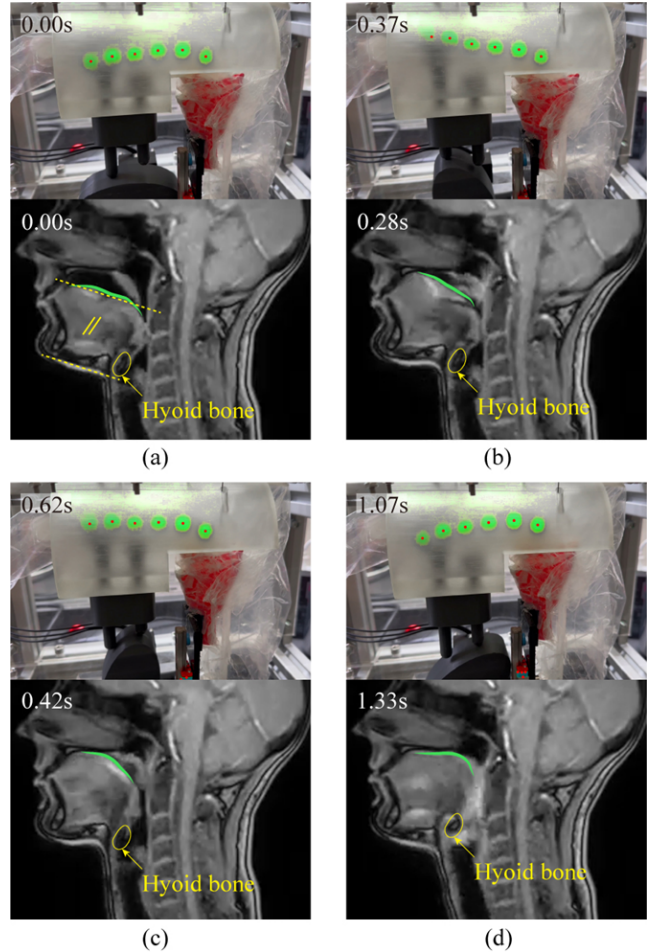 0.00s
0.37s
0.00s
0.28s
Hyoid bone
Hyoid bone
(a)
(b)
0.62s
1.07s
0.42s
1.33s
Hyoid bone
Hyoid bone
(c)
(d)